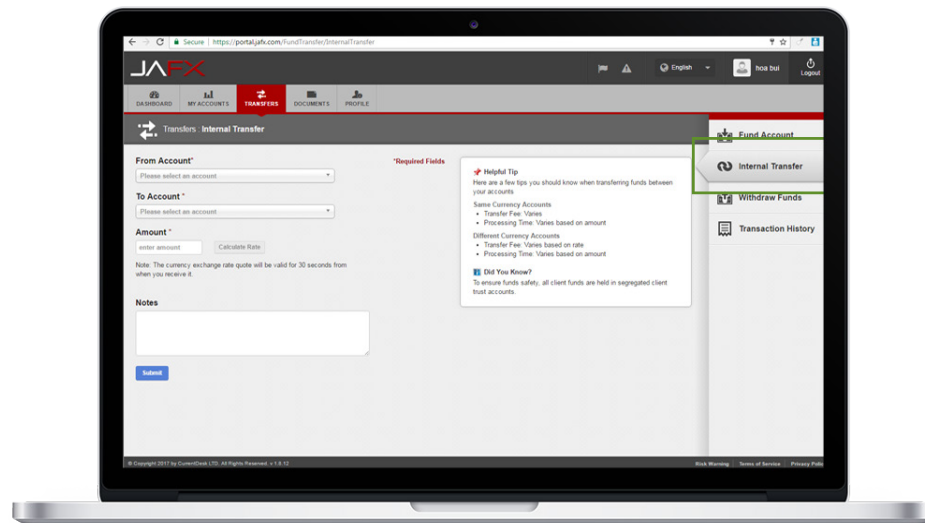 Secure | https://portal.jafx.com/FundTransfer/InternalTransfer
JAFX
English
hoa bui
Logout
DASHBOARD
MY ACCOUNTS
TRANSFERS
DOCUMENTS
PROFILE
Transfers : Internal Transfer
Fund Account
Internal Transfer
Withdraw Funds
Transaction History
From Account*
*Required Fields
Please select an account
To Account *
Please select an account
Amount *
enter amount
Calculate Rate
Note: The currency exchange rate quote will be valid for 30 seconds from
when you receive it.
Notes
Submit
Helpful Tip
Here are a few tips you should know when transferring funds between
your accounts
Same Currency Accounts
• Transfer Fee: Varies
• Processing Time: Varies based on amount
Different Currency Accounts
• Transfer Fee: Varies based on rate
• Processing Time: Varies based on amount
Did You Know?
To ensure funds safety, all client funds are held in segregated client
trust accounts.
© Copyright 2017 by CurrentDesk LTD. All Rights Reserved. v 1.8.12
Risk Warning
Terms of Service
Privacy Polic